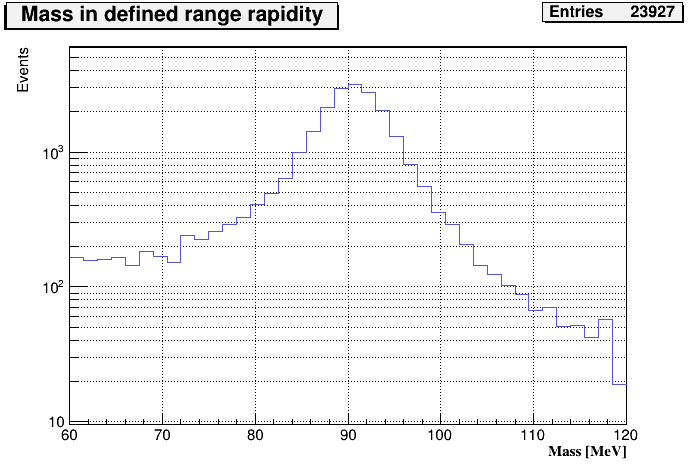 Mass in defined range rapidity
Entries 23927
Events
10³
10²
10
60 70 80 90 100 110 120
Mass [MeV]